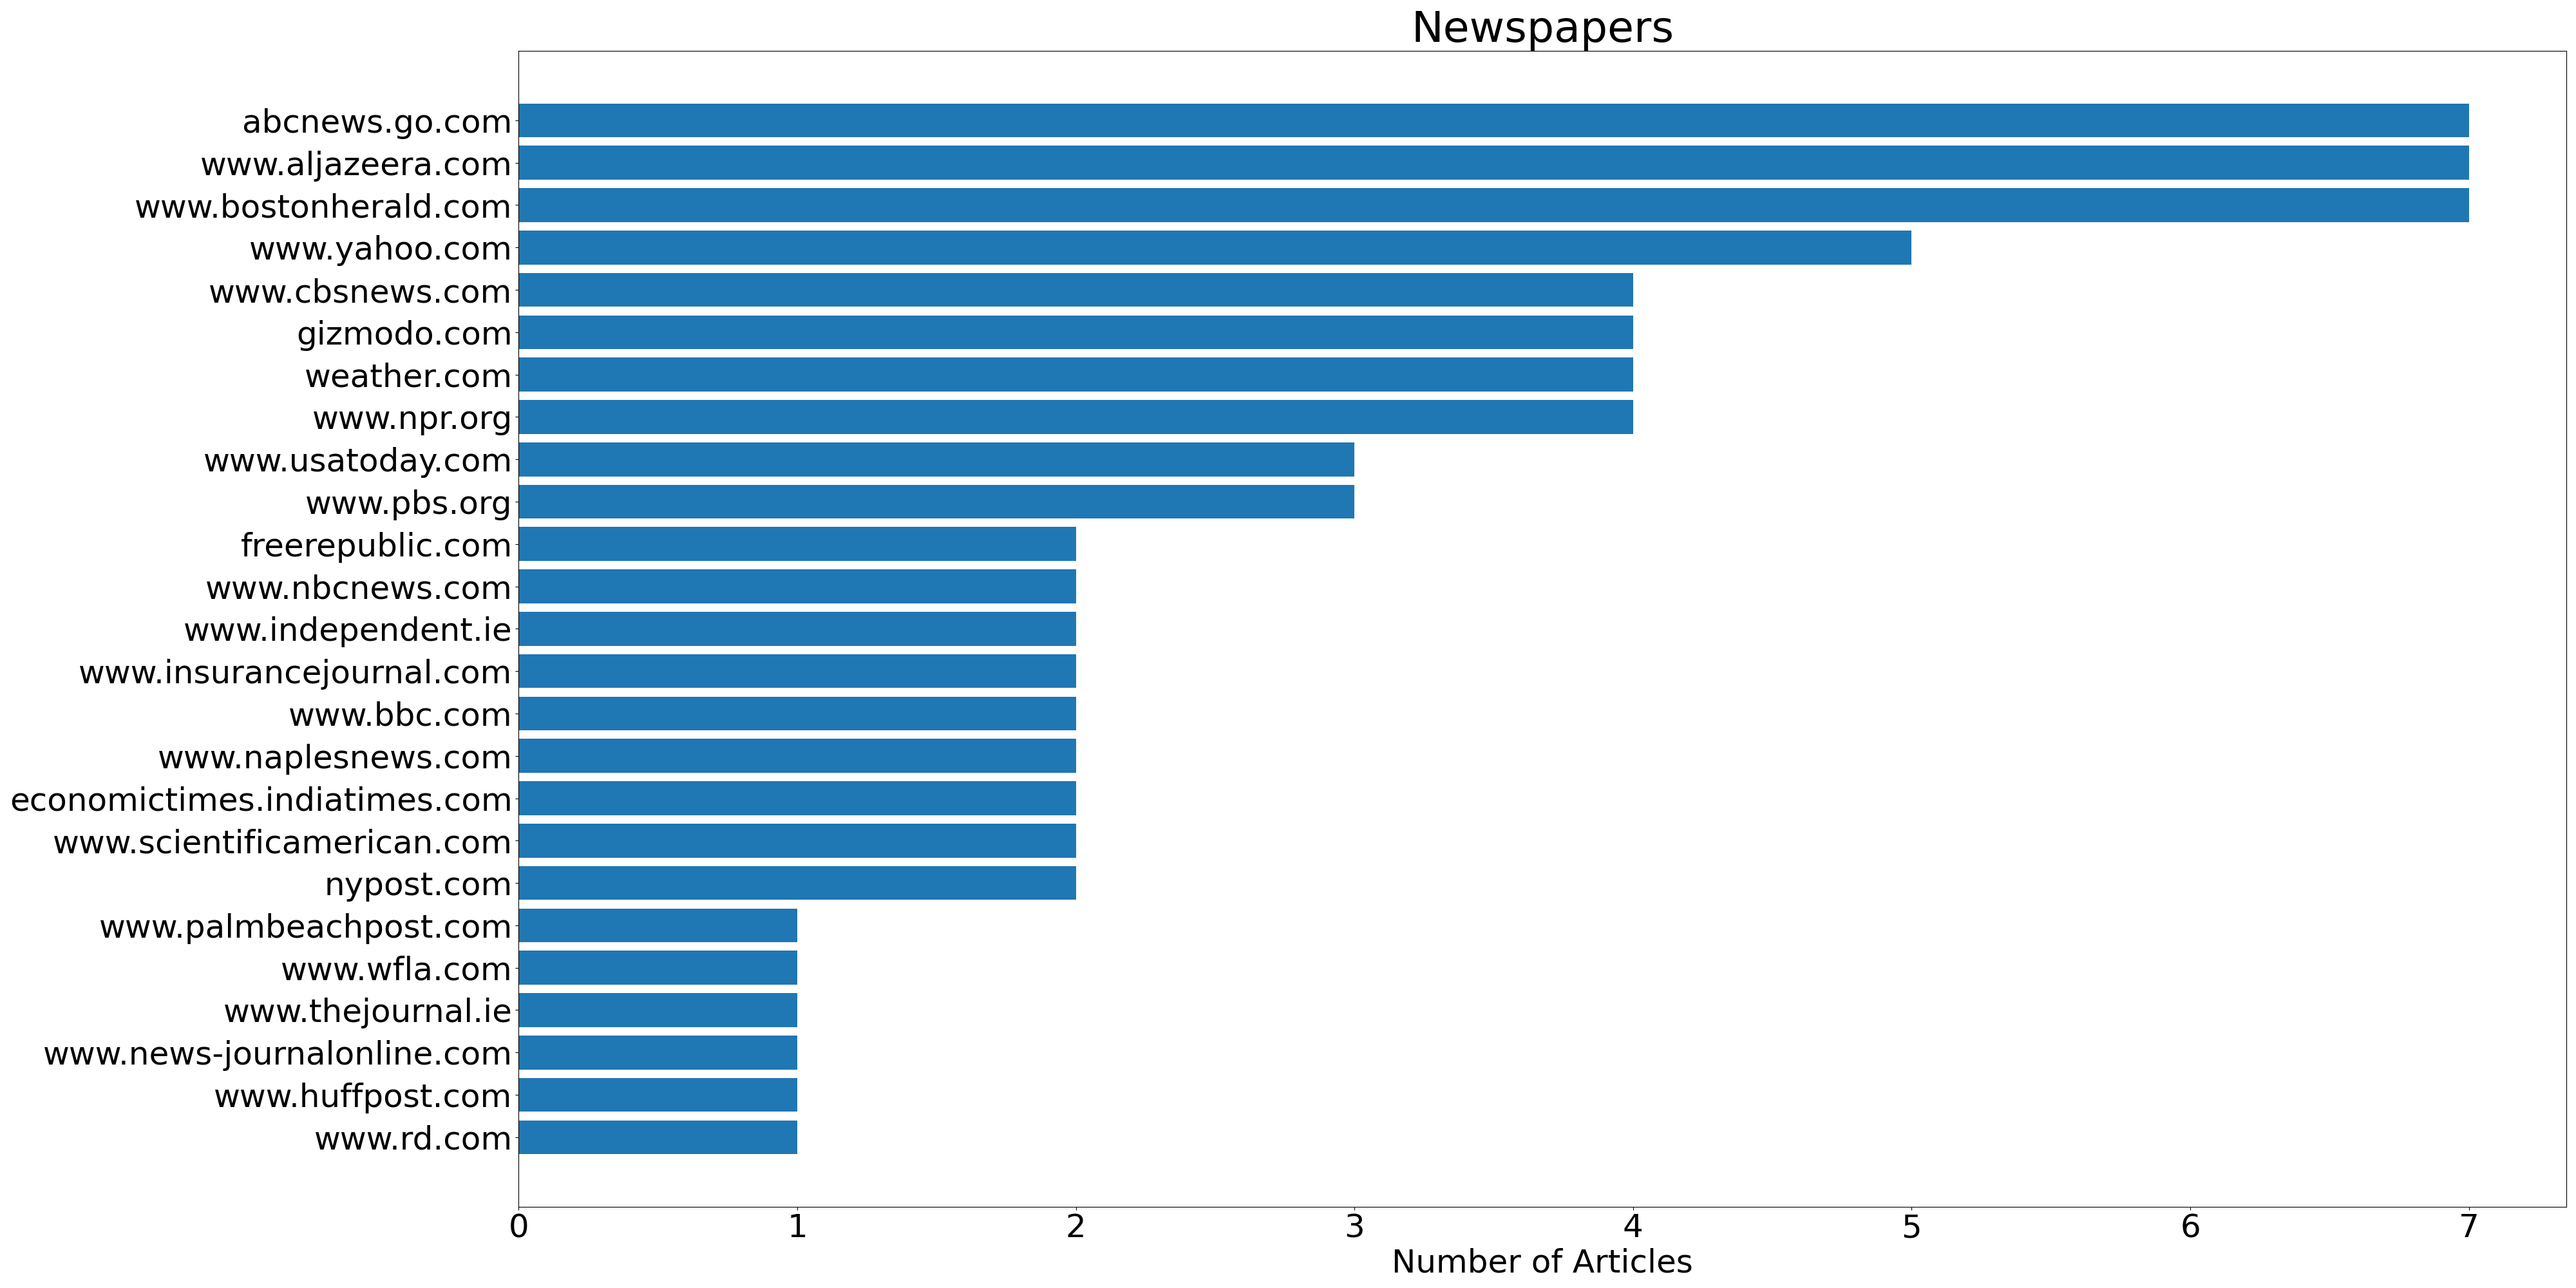 Newspapers
abcnews.go.com
www.aljazeera.com
www.bostonherald.com
www.yahoo.com
www.cbsnews.com
gizmodo.com
weather.com
www.npr.org
www.usatoday.com
www.pbs.org
freerepublic.com
www.nbcnews.com
www.independent.ie
www.insurancejournal.com
www.bbc.com
www.naplesnews.com
economictimes.indiatimes.com
www.scientificamerican.com
nypost.com
www.palmbeachpost.com
www.wfla.com
www.thejournal.ie
www.news-journalonline.com
www.huffpost.com
www.rd.com
0 1 2 3 4 5 6 7
Number of Articles